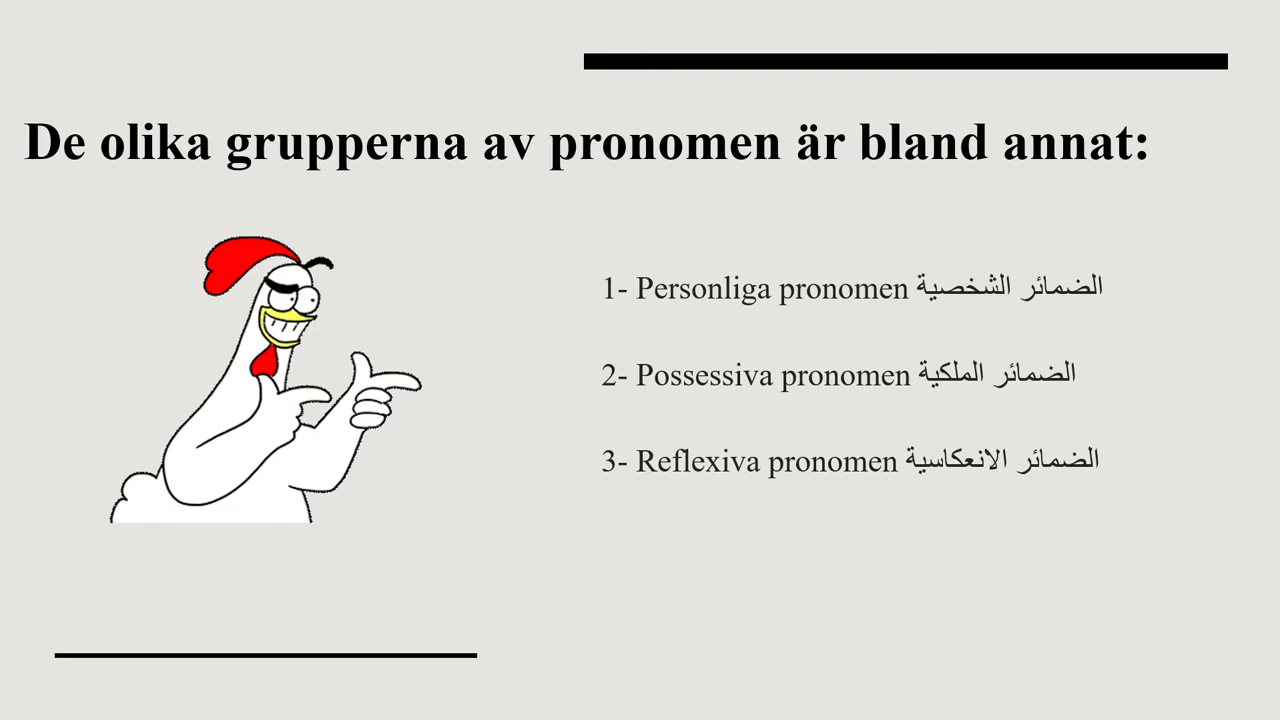 De olika grupperna av pronomen är bland annat:
1- Personliga pronomen الضمائر الشخصية
2- Possessiva pronomen الضمائر الملكية
3- Reflexiva pronomen الضمائر الانعكاسية